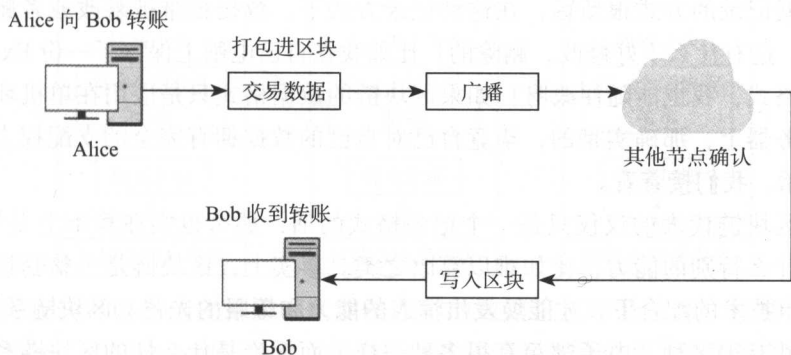 Alice 向 Bob 转账
打包进区块
交易数据
广播
Alice
其他节点确认
Bob 收到转账
写人区块
Bob